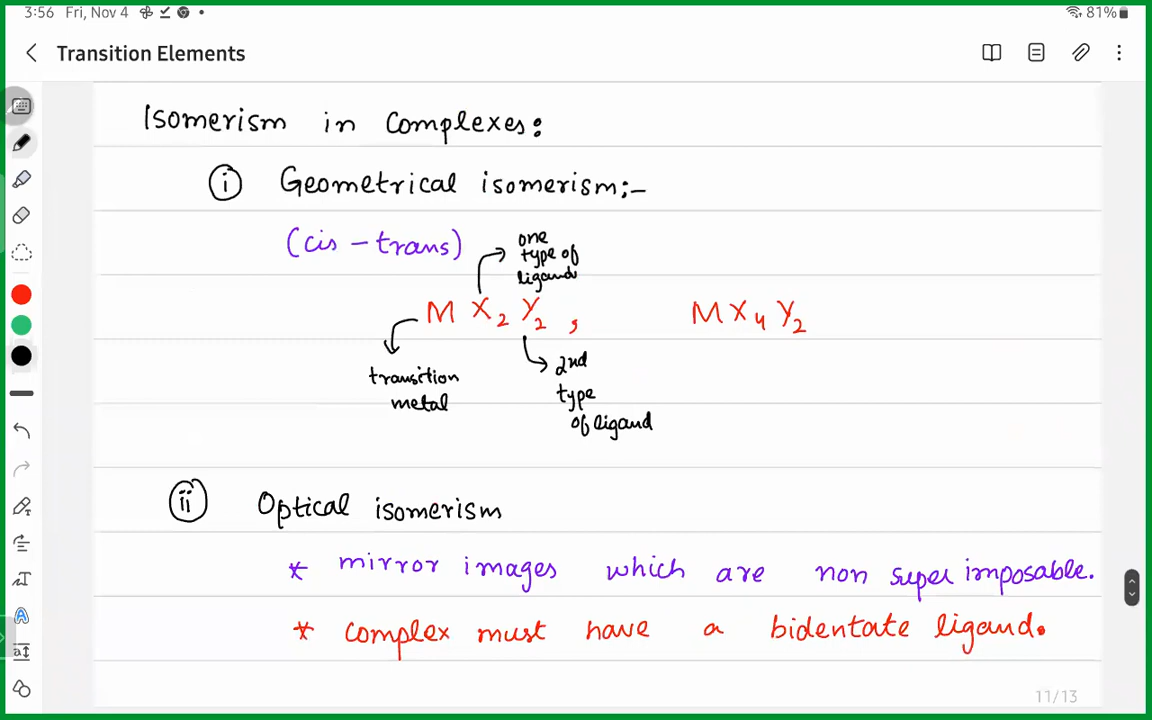 3:56 Fri, Nov 4 81%
Transition Elements
Isomerism in Complexes:
(i) Geometrical isomerism:-
(cis-trans)
one
type of
ligand
M X2 Y2 , M X4 Y2
transition
metal
2nd
type
of ligand
(ii) Optical isomerism
* mirror images which are non super imposable.
* complex must have a bidentate ligand.
11/13